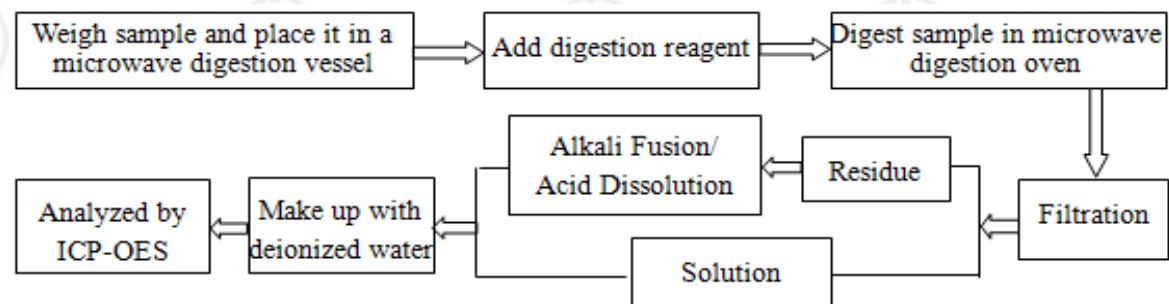 Weigh sample and place it in a
microwave digestion vessel
Add digestion reagent
Digest sample in microwave
digestion oven
Filtration
Residue
Alkali Fusion/
Acid Dissolution
Solution
Make up with
deionized water
Analyzed by
ICP-OES